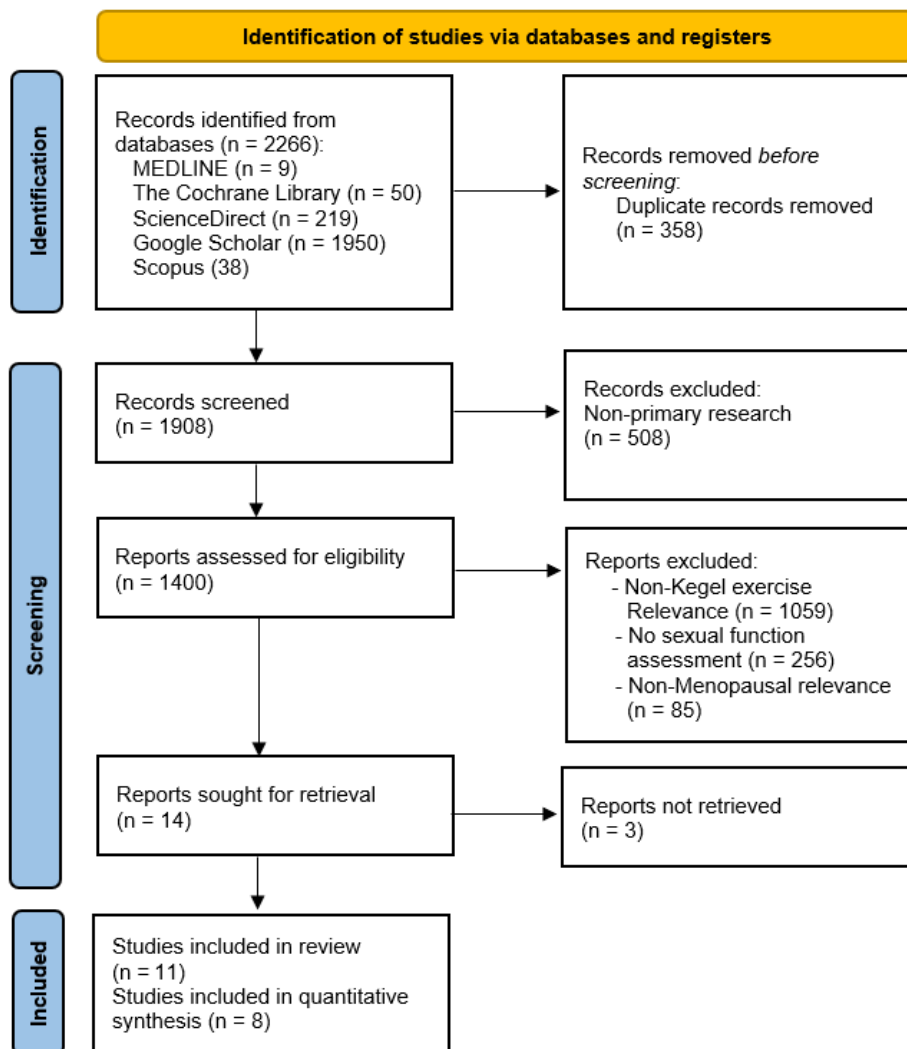 Identification of studies via databases and registers
Identification
Records identified from
databases (n = 2266):
MEDLINE (n = 9)
The Cochrane Library (n = 50)
ScienceDirect (n = 219)
Google Scholar (n = 1950)
Scopus (38)
Records removed before
screening:
Duplicate records removed
(n = 358)
Screening
Records screened
(n = 1908)
Records excluded:
Non-primary research
(n = 508)
Reports assessed for eligibility
(n = 1400)
Reports excluded:
- Non-Kegel exercise
Relevance (n = 1059)
- No sexual function
assessment (n = 256)
- Non-Menopausal relevance
(n = 85)
Reports sought for retrieval
(n = 14)
Reports not retrieved
(n = 3)
Included
Studies included in review
(n = 11)
Studies included in quantitative
synthesis (n = 8)